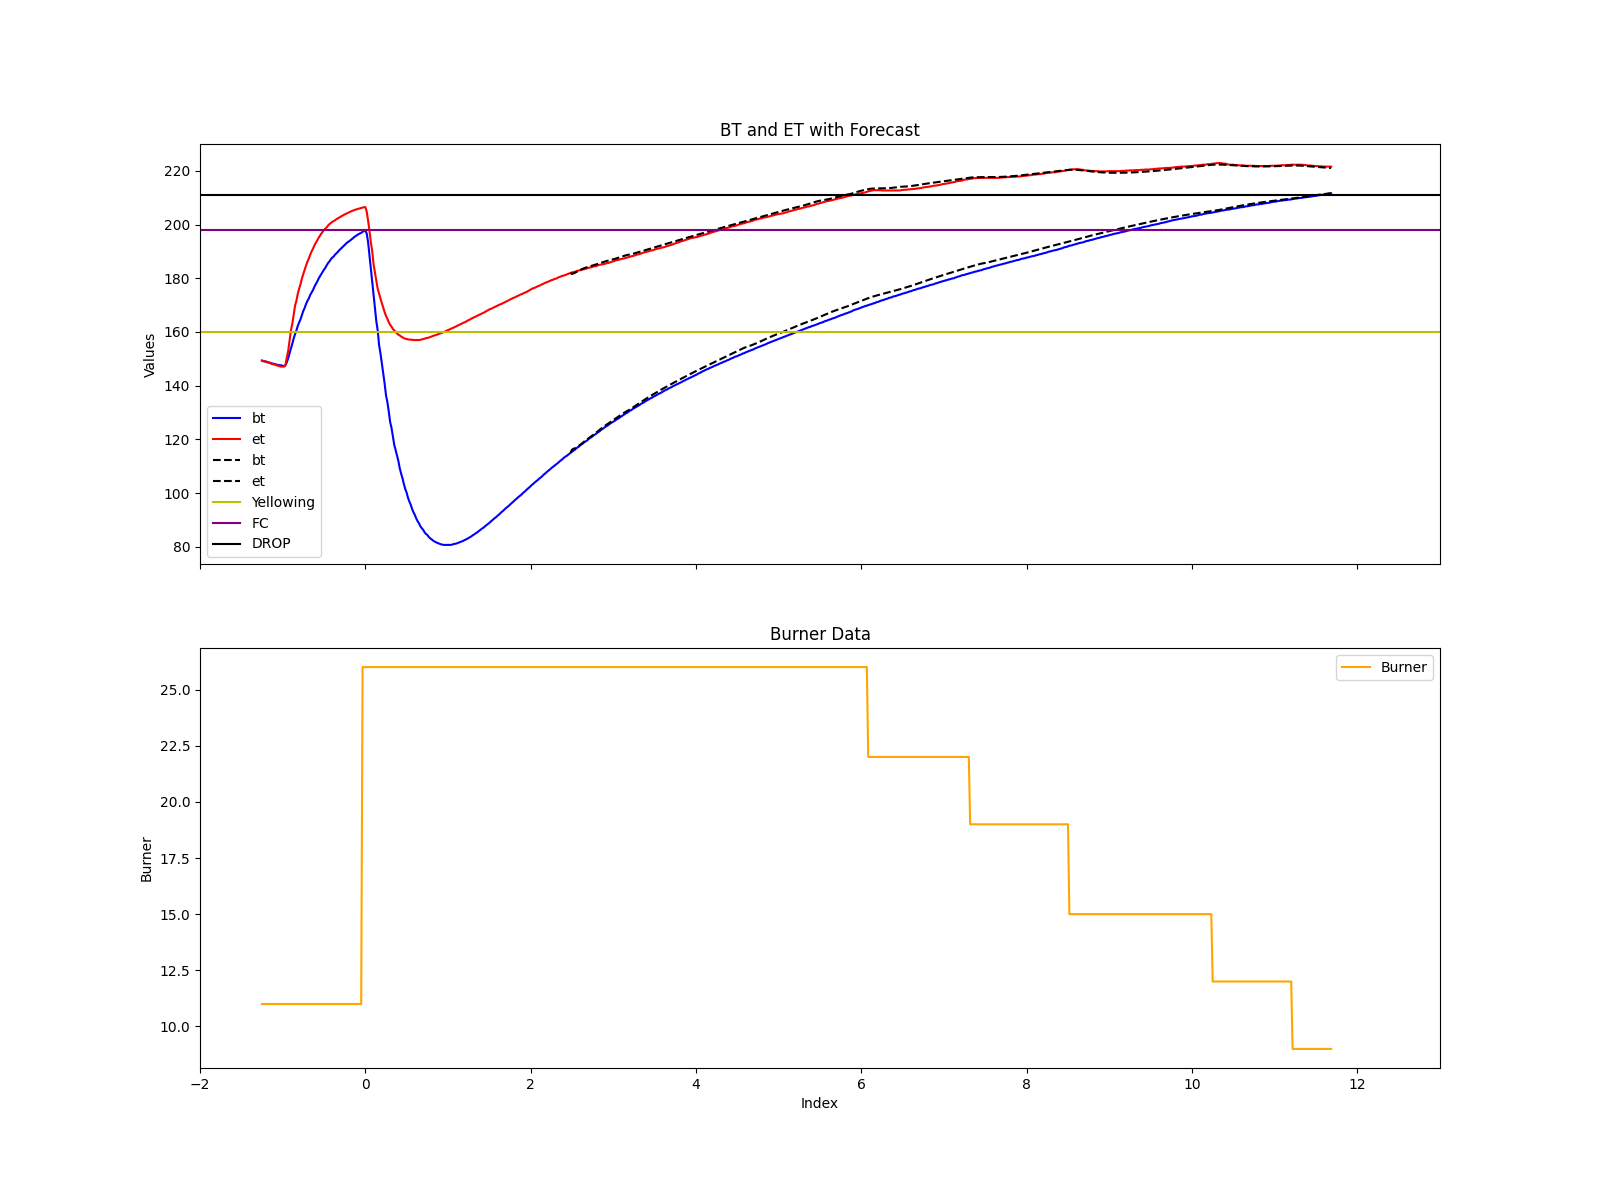 BT and ET with Forecast
Values
220
200
180
160
140
120
100
80
bt
et
bt
et
Yellowing
FC
DROP
Burner Data
Burner
25.0
22.5
20.0
17.5
15.0
12.5
10.0
Burner
−2 0 2 4 6 8 10 12
Index